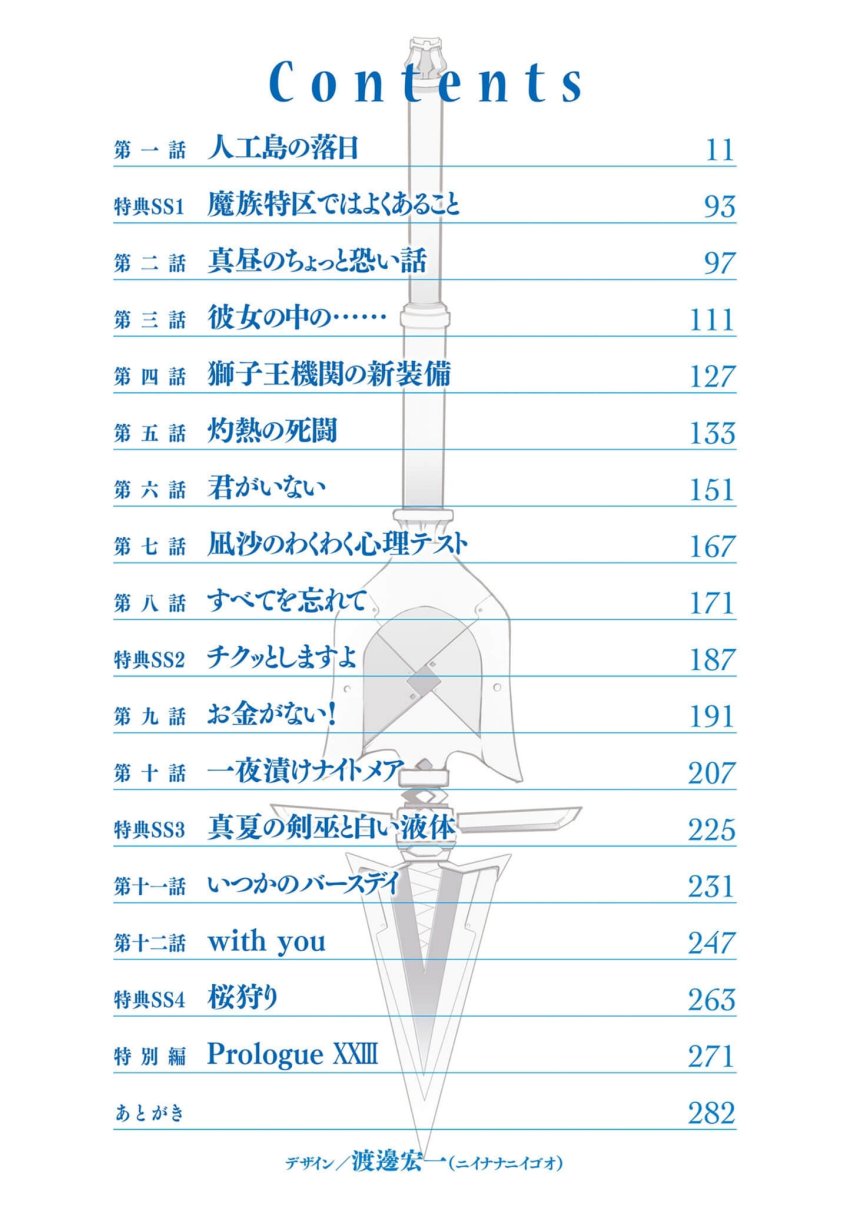 Contents
第一話 人工島の落日 11
特典SS1 魔族特区ではよくあること 93
第二話 真昼のちょっと恐い話 97
第三話 彼女の中の…… 111
第四話 獅子王機関の新装備 127
第五話 灼熱の死闘 133
第六話 君がいない 151
第七話 凪沙のわくわく心理テスト 167
第八話 すべてを忘れて 171
特典SS2 チクッとしますよ 187
第九話 お金がない! 191
第十話 一夜漬けナイトメア 207
特典SS3 真夏の剣巫と白い液体 225
第十一話 いつかのバースデイ 231
第十二話 with you 247
特典SS4 桜狩り 263
特別編 Prologue XXIII 271
あとがき 282
デザイン/渡邊宏一(ニイナナニイゴオ)